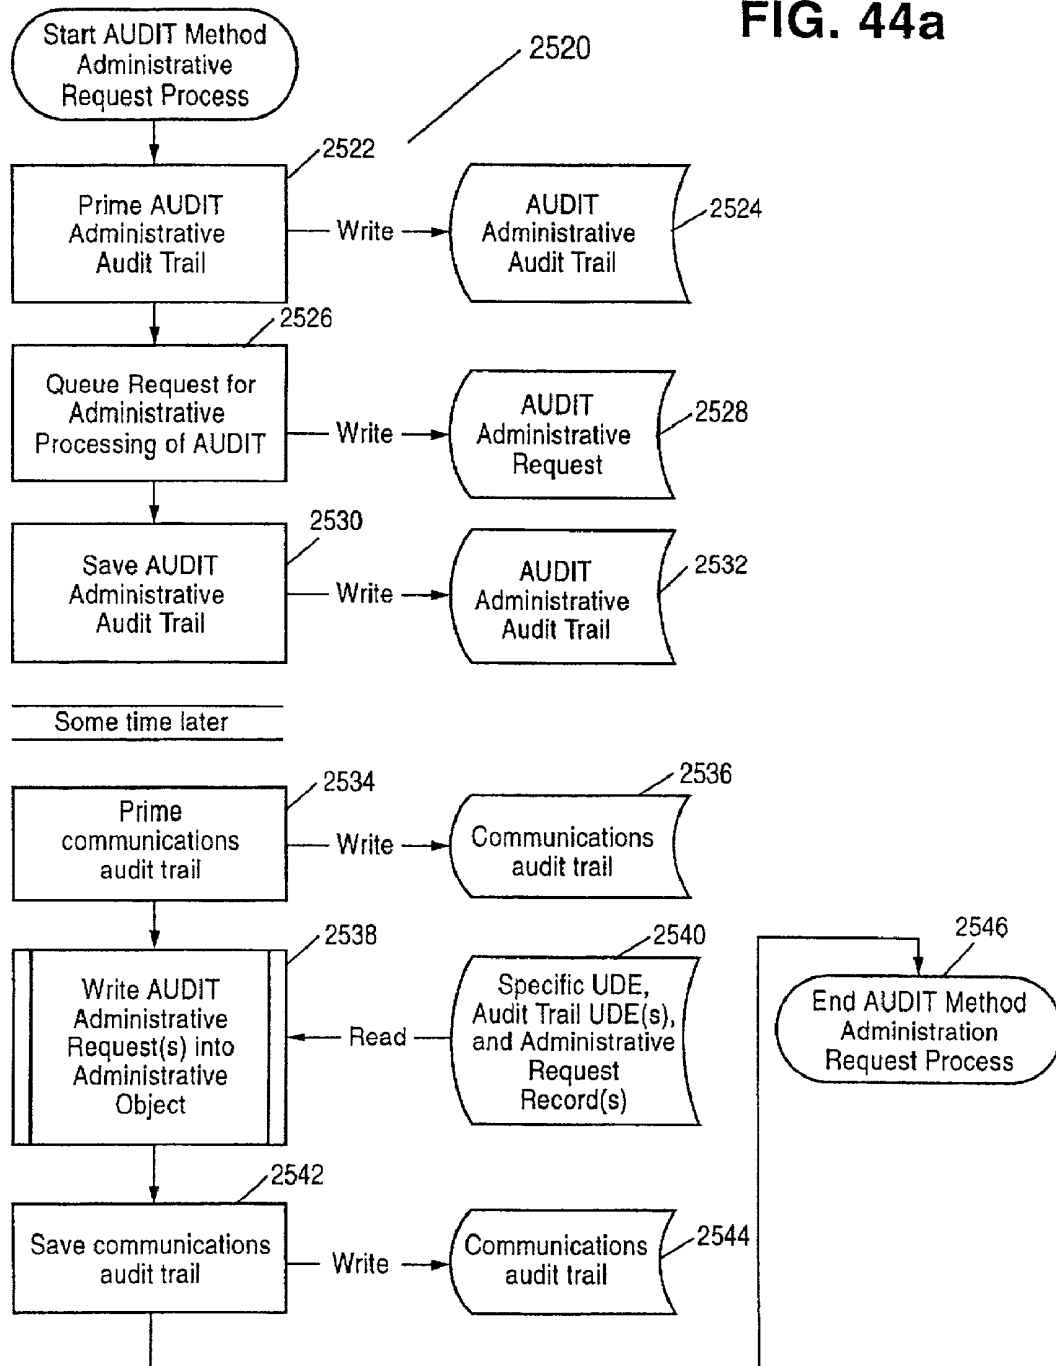 FIG. 44a
Start AUDIT Method
Administrative
Request Process
2520
2522
Prime AUDIT
Administrative
Audit Trail
Write
AUDIT
Administrative
Audit Trail
2524
2526
Queue Request for
Administrative
Processing of AUDIT
Write
AUDIT
Administrative
Request
2528
2530
Save AUDIT
Administrative
Audit Trail
Write
AUDIT
Administrative
Audit Trail
2532
Some time later
2534
Prime
communications
audit trail
Write
2536
Communications
audit trail
2538
Write AUDIT
Administrative
Request(s) into
Administrative
Object
Read
2540
Specific UDE,
Audit Trail UDE(s),
and Administrative
Request
Record(s)
2546
End AUDIT Method
Administration
Request Process
2542
Save communications
audit trail
Write
Communications
audit trail
2544